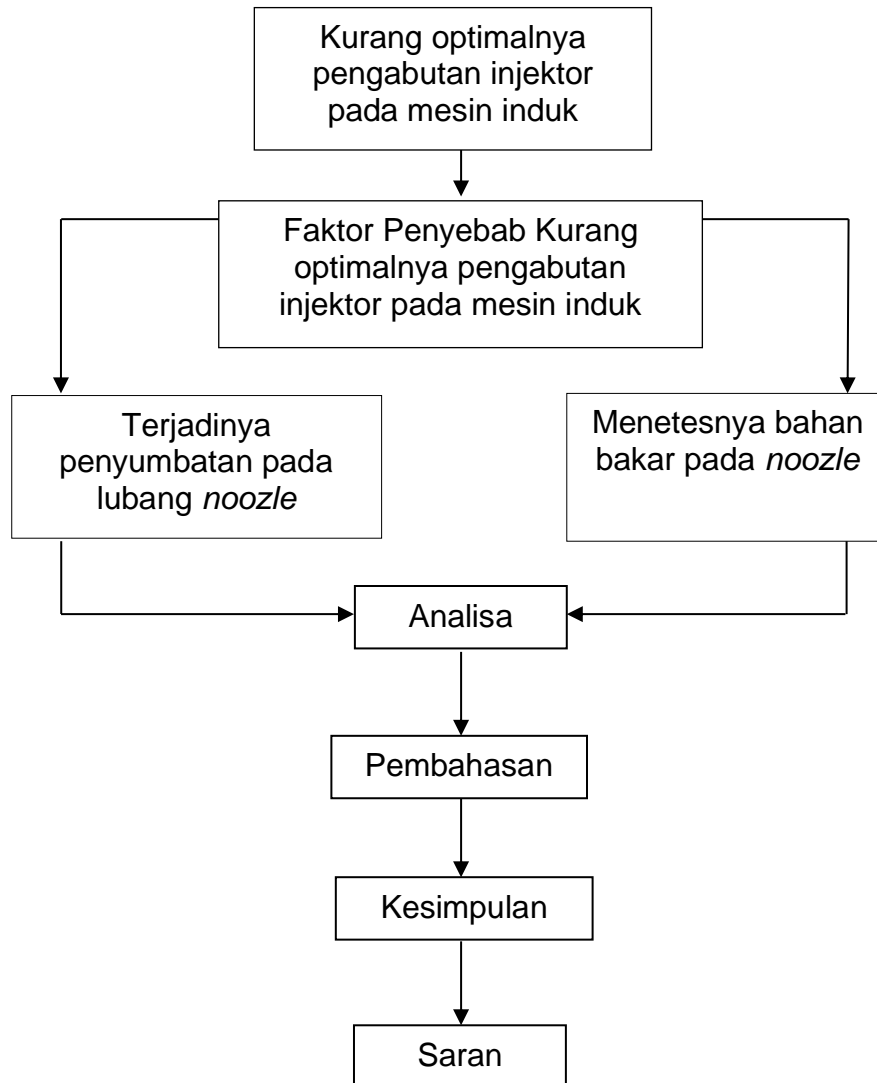 Kurang optimalnya
pengabutan injektor
pada mesin induk
Faktor Penyebab Kurang
optimalnya pengabutan
injektor pada mesin induk
Terjadinya
penyumbatan pada
lubang noozle
Menetesnya bahan
bakar pada noozle
Analisa
Pembahasan
Kesimpulan
Saran